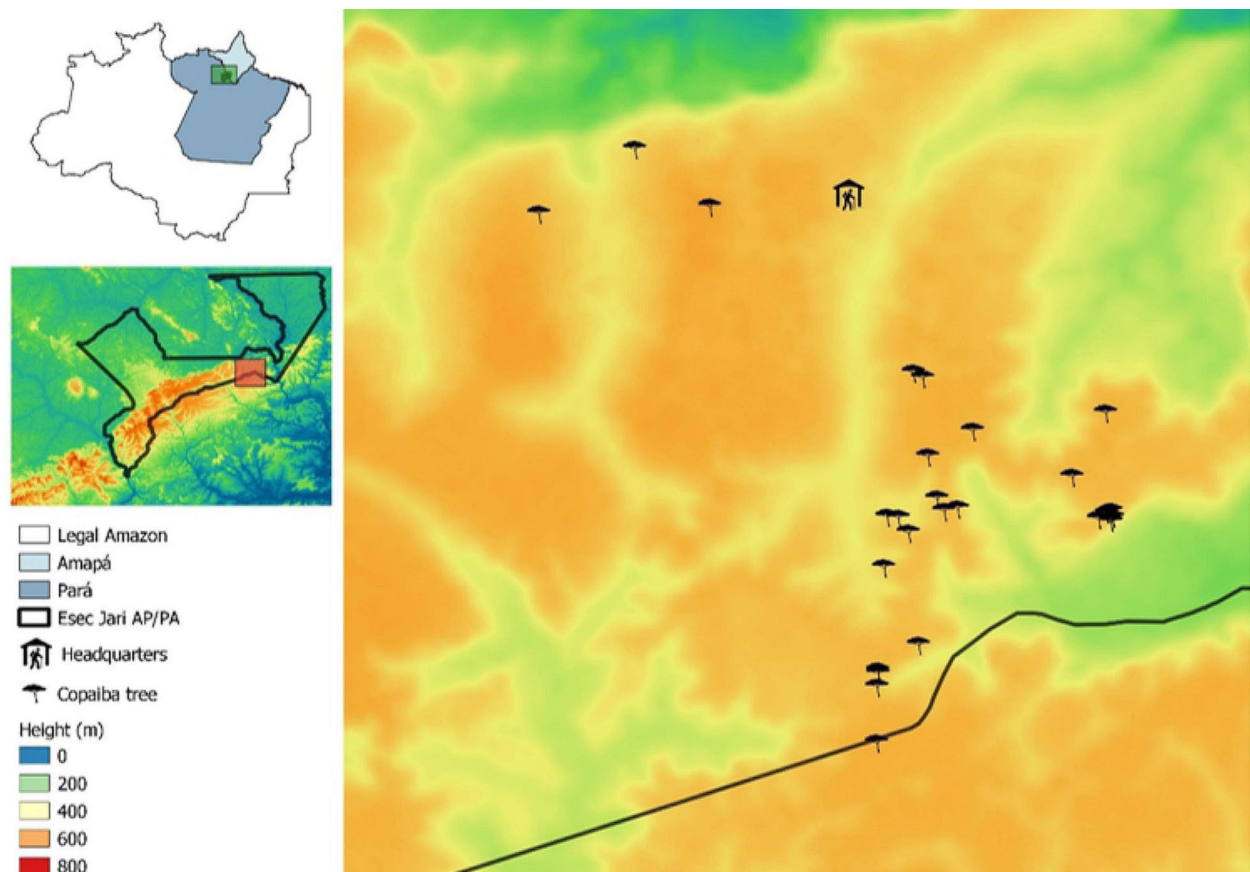 Legal Amazon
Amapá
Pará
Esec Jari AP/PA
Headquarters
Copaiba tree
Height (m)
0
200
400
600
800